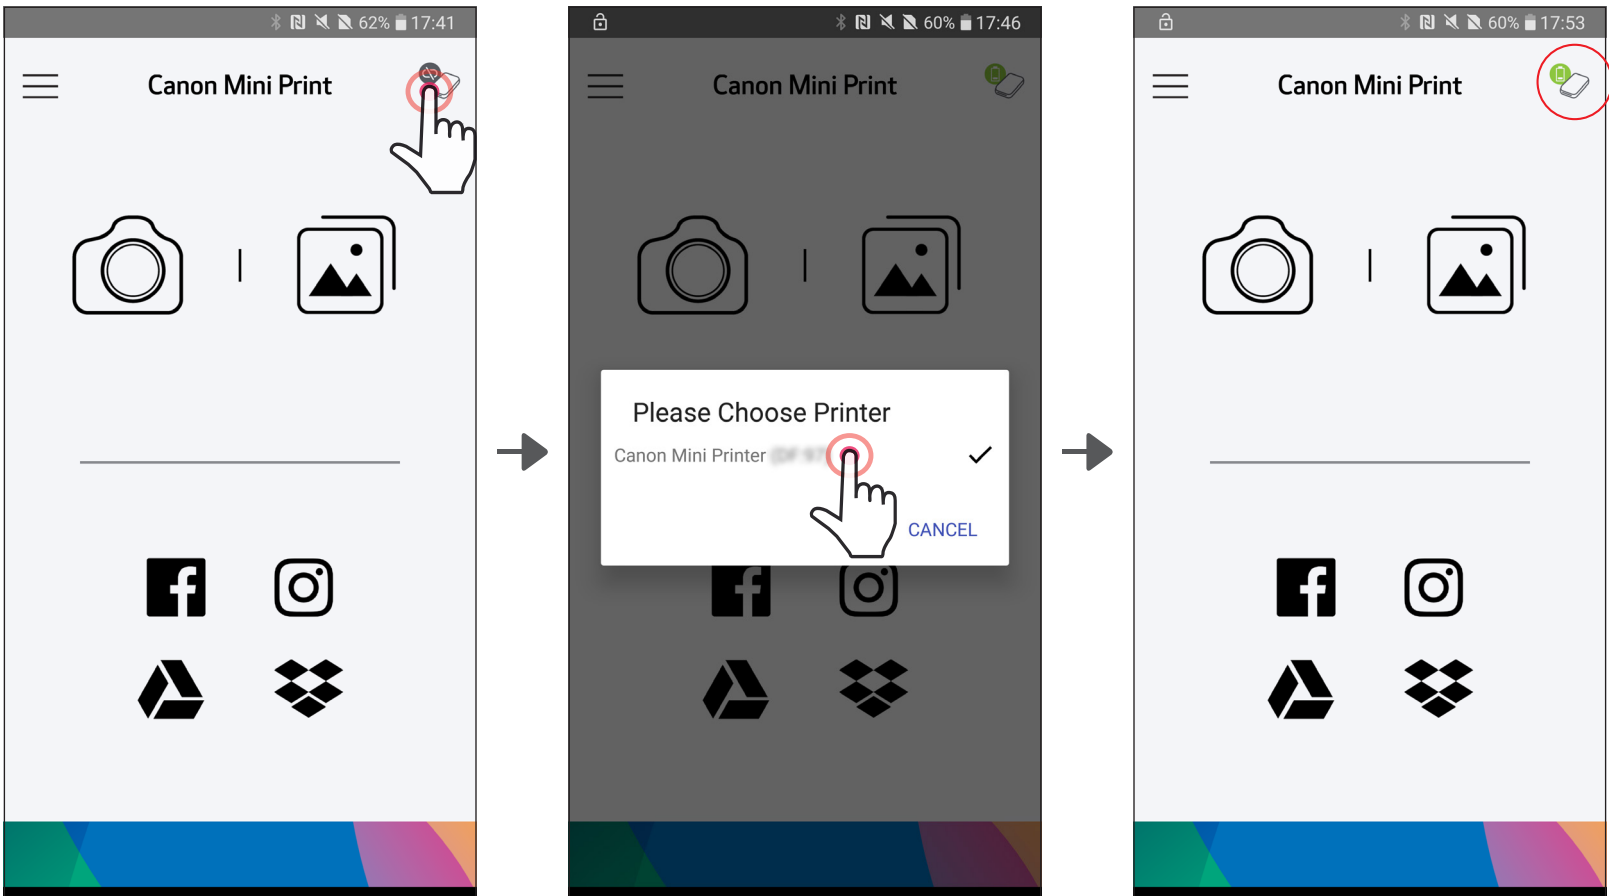 62% 17:41
Canon Mini Print
60% 17:46
Canon Mini Print
Please Choose Printer
Canon Mini Printer
CANCEL
60% 17:53
Canon Mini Print